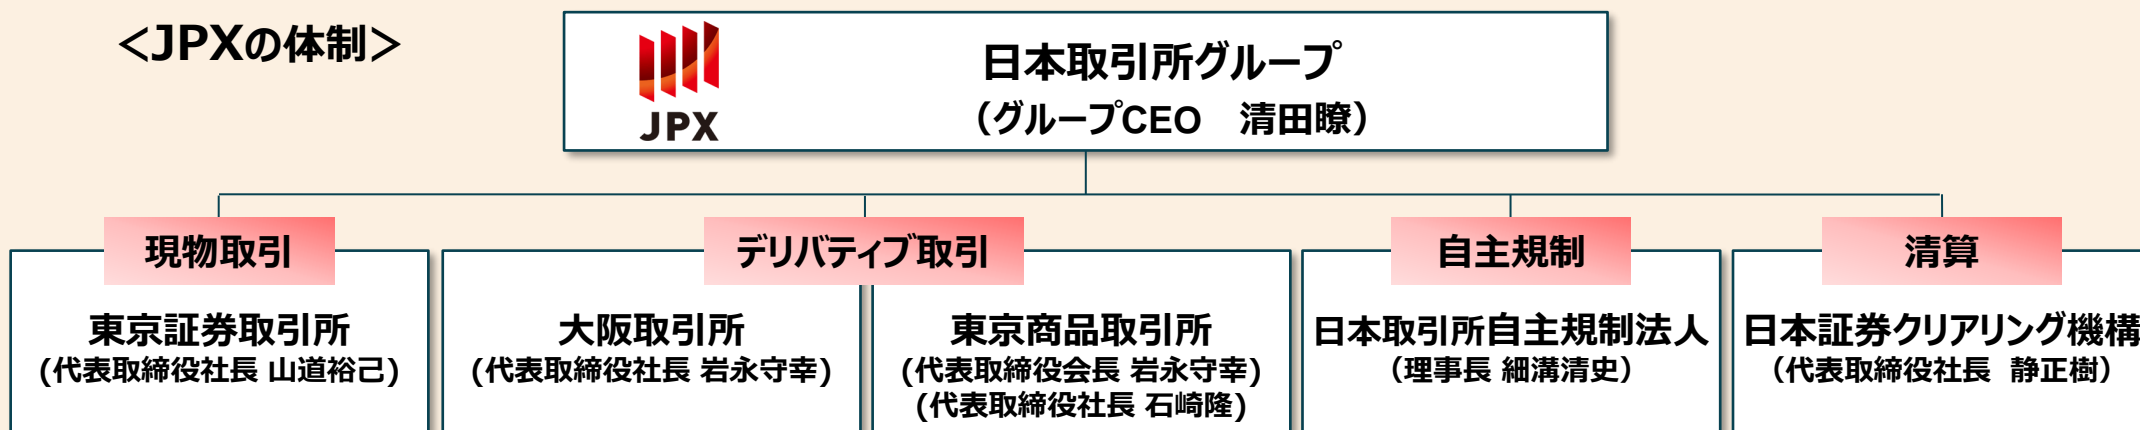 ＜JPXの体制＞
JPX
日本取引所グループ
（グループCEO　清田瞭）
現物取引
東京証券取引所
(代表取締役社長 山道裕己)
デリバティブ取引
大阪取引所
(代表取締役社長 岩永守幸)
東京商品取引所
(代表取締役会長 岩永守幸)
(代表取締役社長 石崎隆)
自主規制
日本取引所自主規制法人
（理事長 細溝清史）
清算
日本証券クリアリング機構
（代表取締役社長 静正樹）